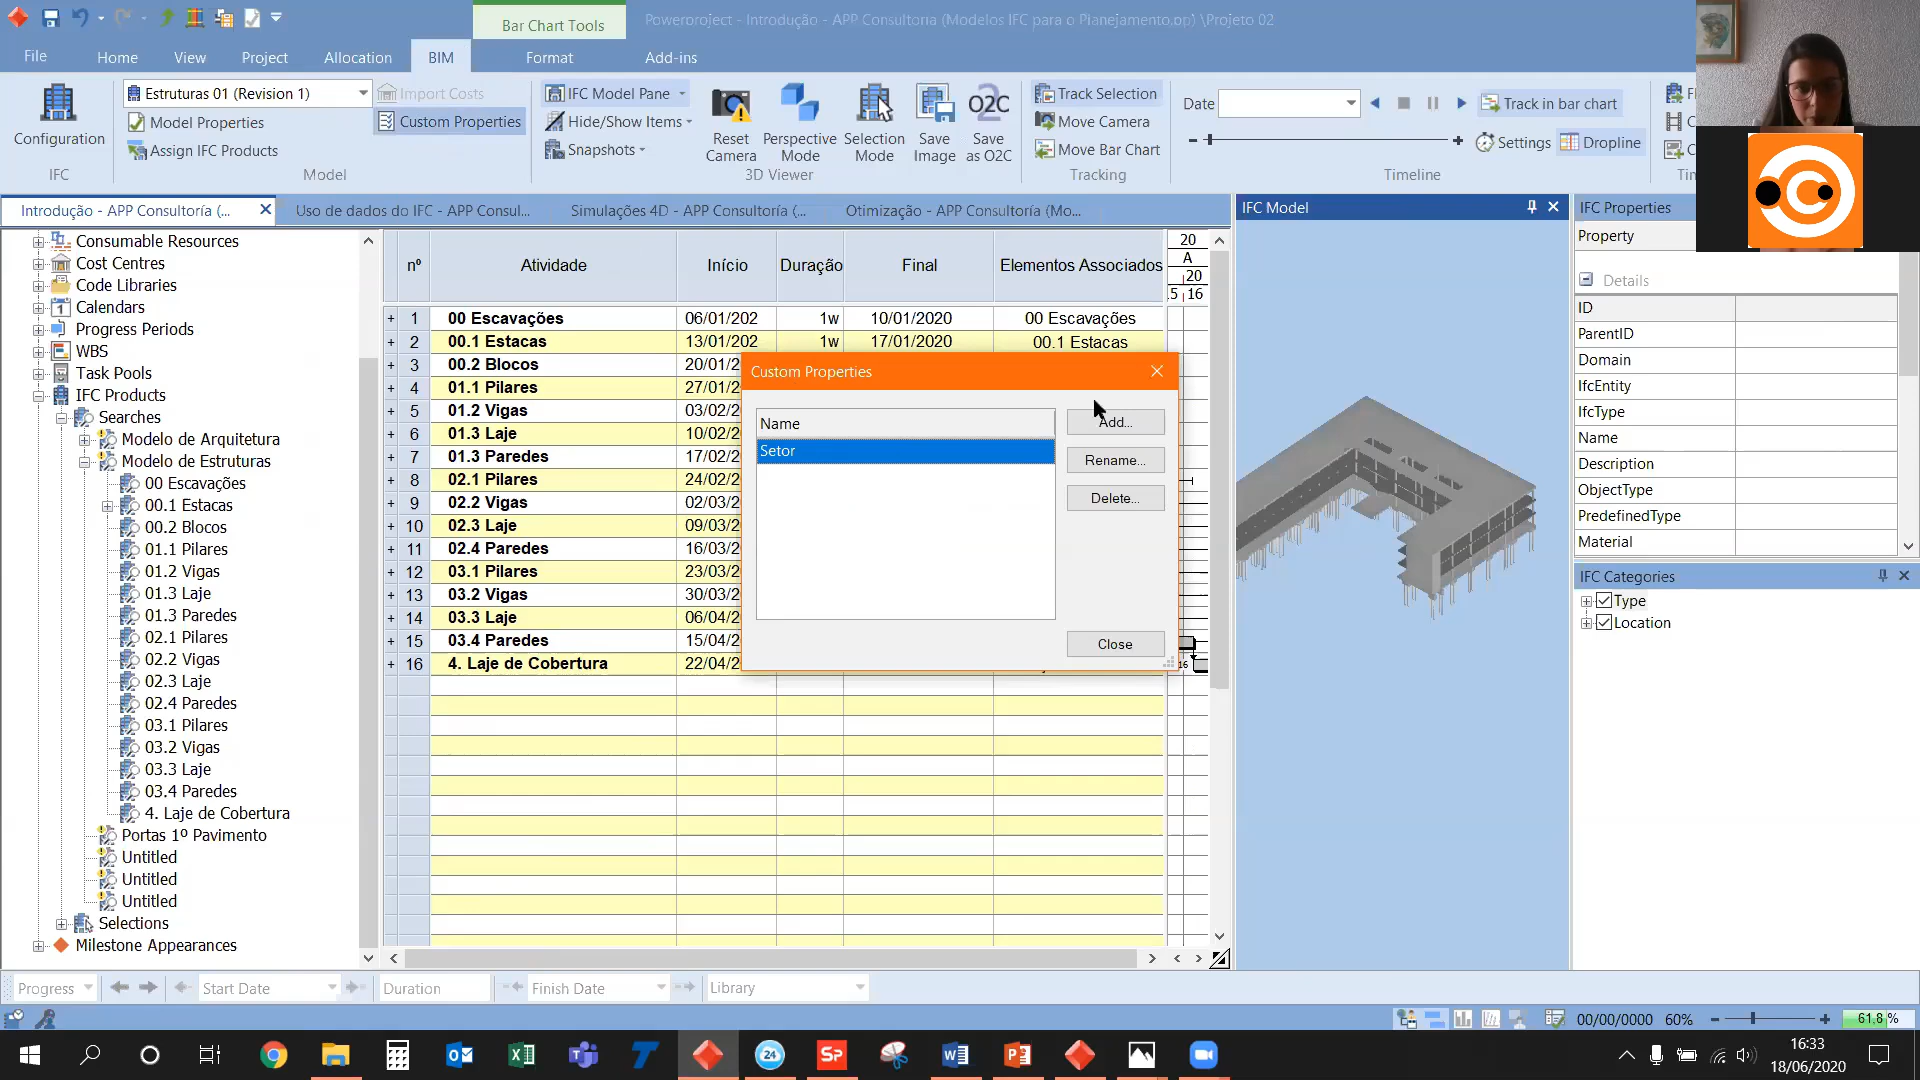 Bar Chart Tools
Powerproject - Introdução - APP Consultoria (Modelos IFC para o Planejamento.pp) \Projeto 02
File
Home
View
Project
Allocation
BIM
Format
Add-ins
Configuration
IFC
Estruturas 01 (Revision 1)
Model Properties
Assign IFC Products
Import Costs
Custom Properties
Model
IFC Model Pane
Hide/Show Items
Snapshots
Reset Camera
Perspective Mode
Selection Mode
Save Image
Save as O2C
3D Viewer
Track Selection
Move Camera
Move Bar Chart
Tracking
Date
Track in bar chart
Settings
Dropline
Timeline
Introdução - APP Consultoría (...
Uso de dados do IFC - APP Consul...
Simulações 4D - APP Consultoría (...
Otimização - APP Consultoría (Mo...
IFC Model
IFC Properties
Consumable Resources
Cost Centres
Code Libraries
Calendars
Progress Periods
WBS
Task Pools
IFC Products
Searches
Modelo de Arquitetura
Modelo de Estruturas
00 Escavações
00.1 Estacas
00.2 Blocos
01.1 Pilares
01.2 Vigas
01.3 Laje
01.3 Paredes
02.1 Pilares
02.2 Vigas
02.3 Laje
02.4 Paredes
03.1 Pilares
03.2 Vigas
03.3 Laje
03.4 Paredes
4. Laje de Cobertura
Portas 1º Pavimento
Untitled
Untitled
Untitled
Selections
Milestone Appearances
nº Atividade Início Duração Final Elementos Associados
20
A
20
5 16
1 00 Escavações 06/01/202 1w 10/01/2020 00 Escavações
2 00.1 Estacas 13/01/202 1w 17/01/2020 00.1 Estacas
3 00.2 Blocos 20/01/2
4 01.1 Pilares 27/01/2
5 01.2 Vigas 03/02/2
6 01.3 Laje 10/02/2
7 01.3 Paredes 17/02/2
8 02.1 Pilares 24/02/2
9 02.2 Vigas 02/03/2
10 02.3 Laje 09/03/2
11 02.4 Paredes 16/03/2
12 03.1 Pilares 23/03/2
13 03.2 Vigas 30/03/2
14 03.3 Laje 06/04/2
15 03.4 Paredes 15/04/2
16 4. Laje de Cobertura 22/04/2
16
Custom Properties
Name
Setor
Add...
Rename...
Delete...
Close
Property
Details
ID
ParentID
Domain
IfcEntity
IfcType
Name
Description
ObjectType
PredefinedType
Material
IFC Categories
Type
Location
Progress
Start Date
Duration
Finish Date
Library
00/00/0000 60%
61,8 %
24
SP
16:33
18/06/2020